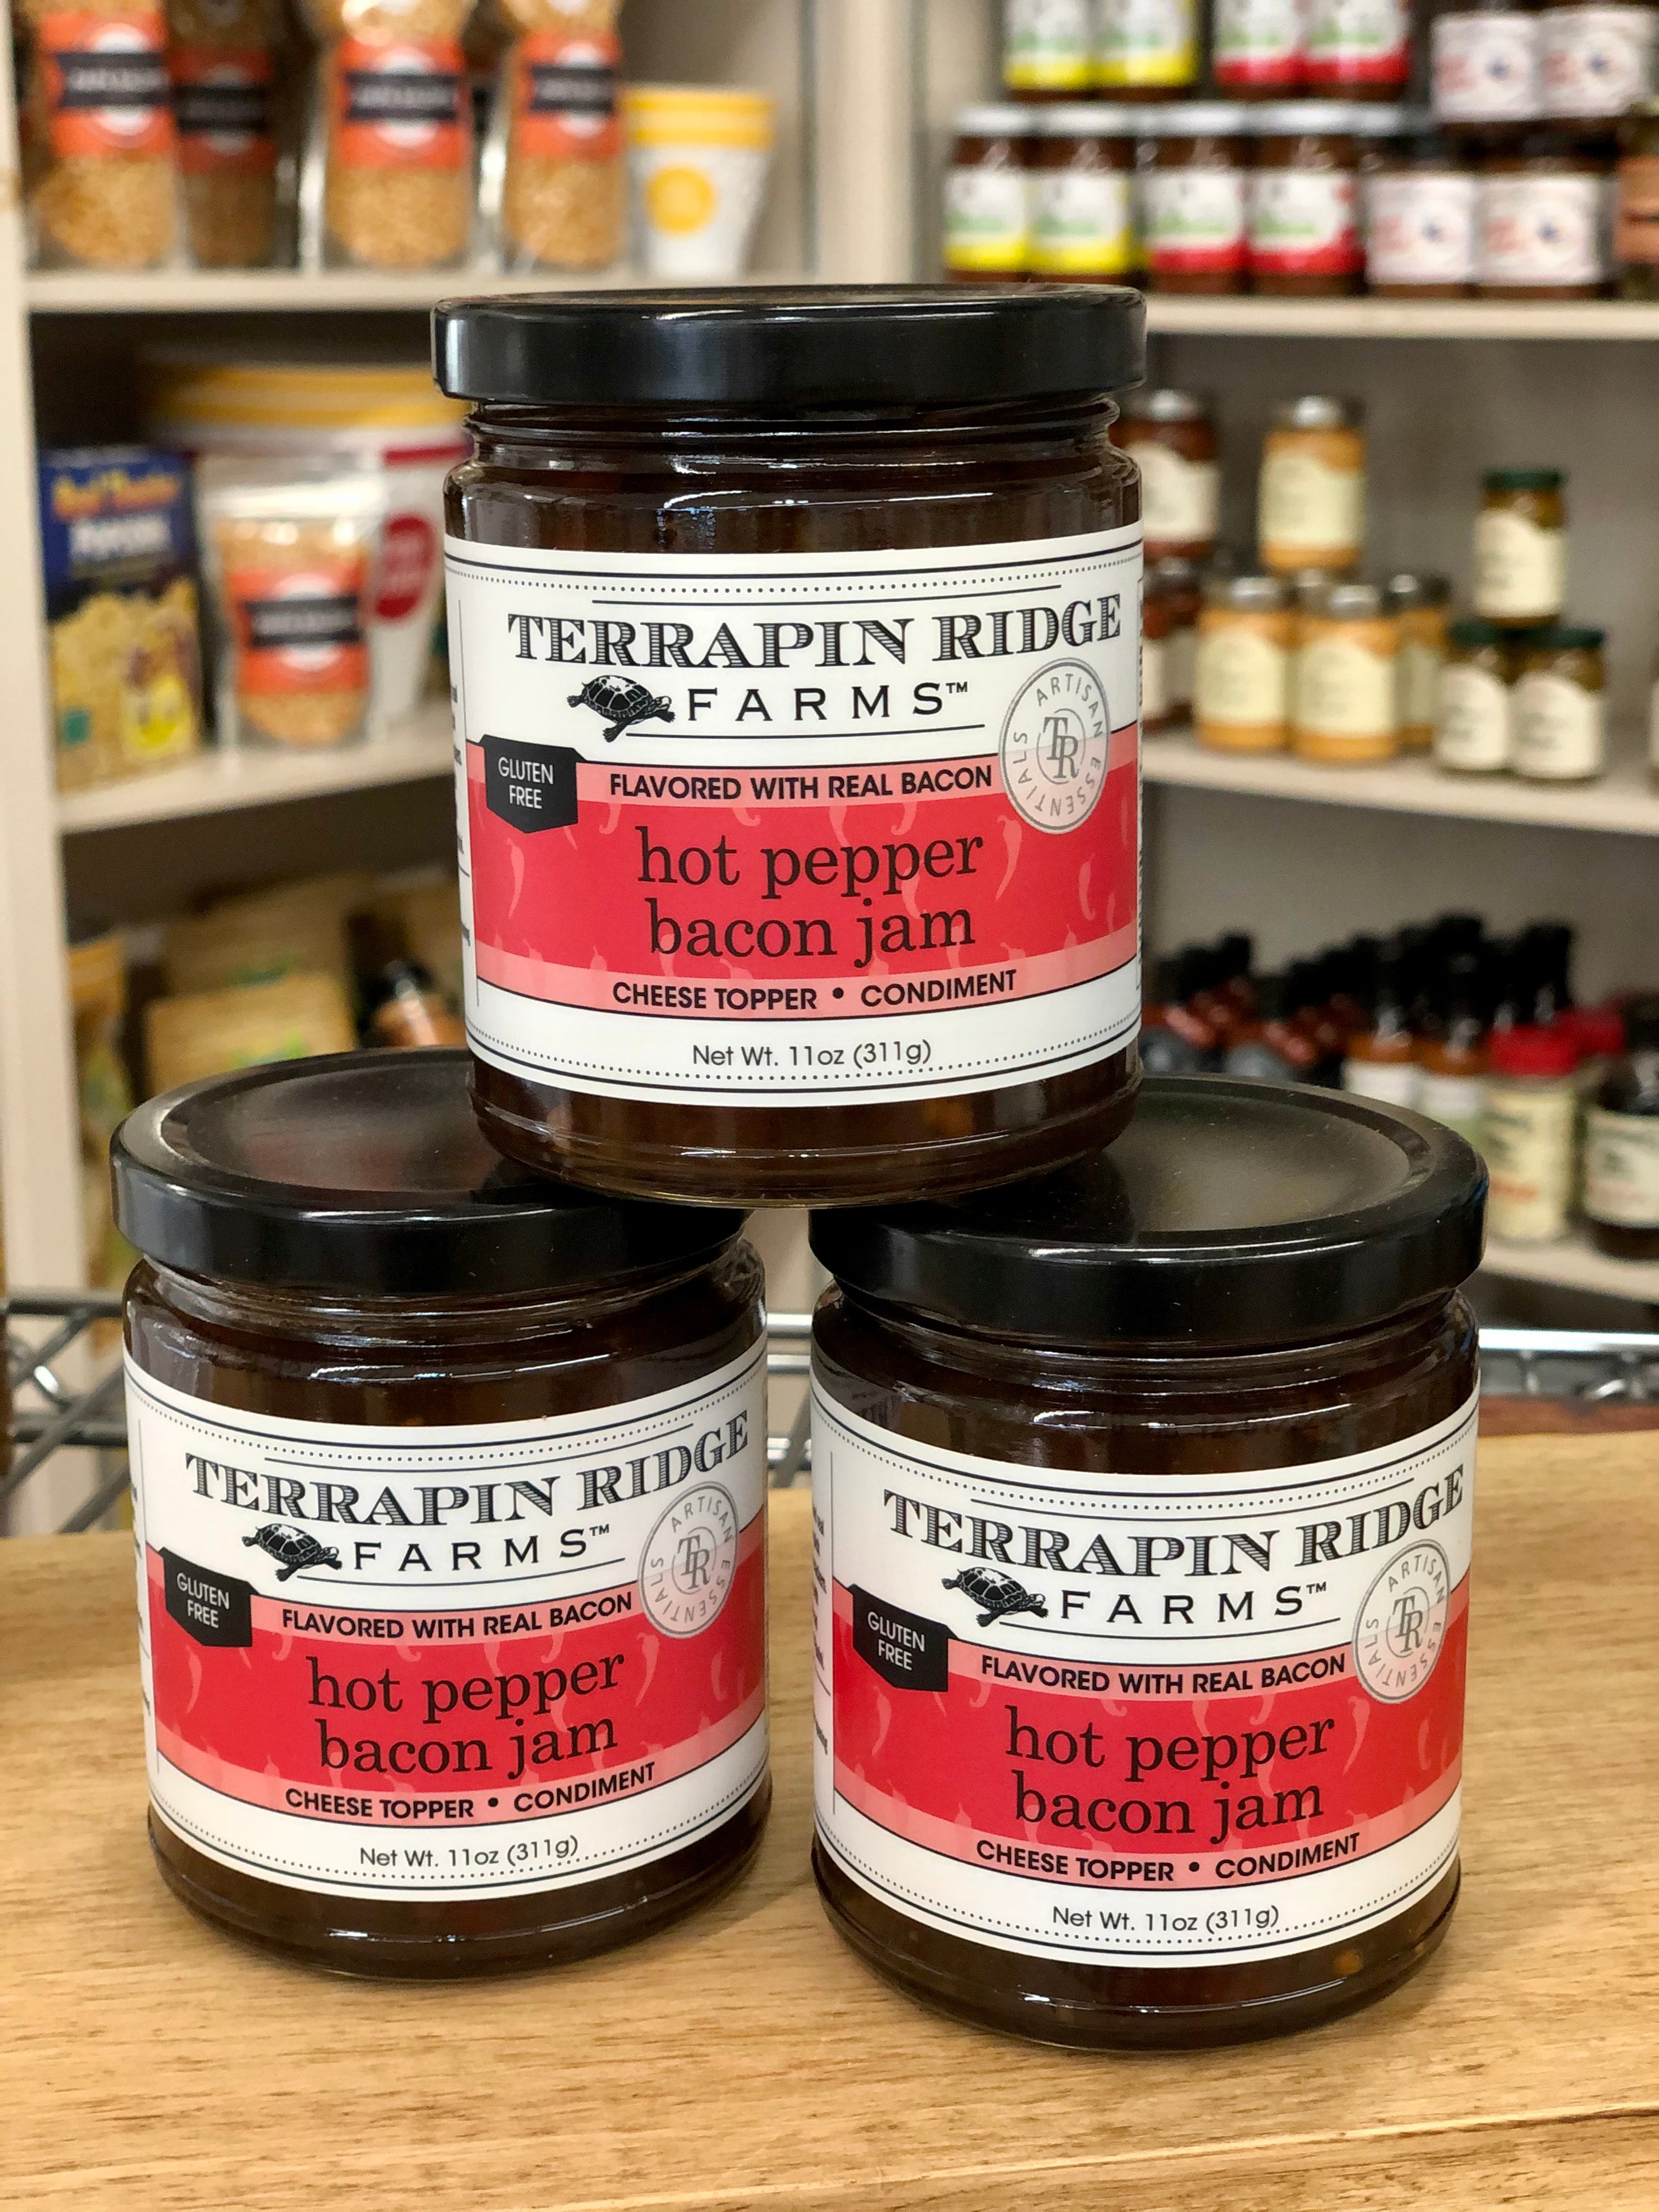 TERRAPIN RIDGE
FARMS™
ARTISAN ESSENTIALS
TR
GLUTEN
FREE
FLAVORED WITH REAL BACON
hot pepper
bacon jam
CHEESE TOPPER • CONDIMENT
Net Wt. 11oz (311g)
TERRAPIN RIDGE
FARMS™
ARTISAN ESSENTIALS
TR
GLUTEN
FREE
FLAVORED WITH REAL BACON
hot pepper
bacon jam
CHEESE TOPPER • CONDIMENT
Net Wt. 11oz (311g)
TERRAPIN RIDGE
FARMS™
ARTISAN ESSENTIALS
TR
GLUTEN
FREE
FLAVORED WITH REAL BACON
hot pepper
bacon jam
CHEESE TOPPER • CONDIMENT
Net Wt. 11oz (311g)